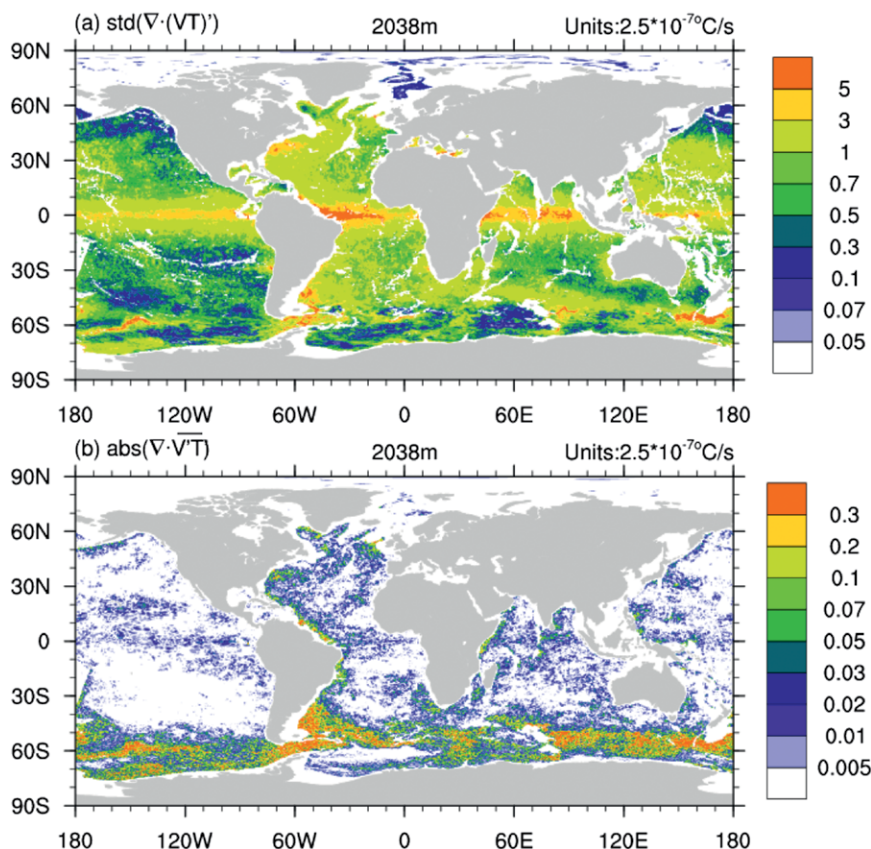 (a) std(∇·(VT)') 2038m Units:2.5*10⁻⁷°C/s
90N
60N
30N
0
30S
60S
90S
180 120W 60W 0 60E 120E 180
5
3
1
0.7
0.5
0.3
0.1
0.07
0.05
(b) abs(∇·V̅'̅T̅) 2038m Units:2.5*10⁻⁷°C/s
90N
60N
30N
0
30S
60S
90S
180 120W 60W 0 60E 120E 180
0.3
0.2
0.1
0.07
0.05
0.03
0.02
0.01
0.005